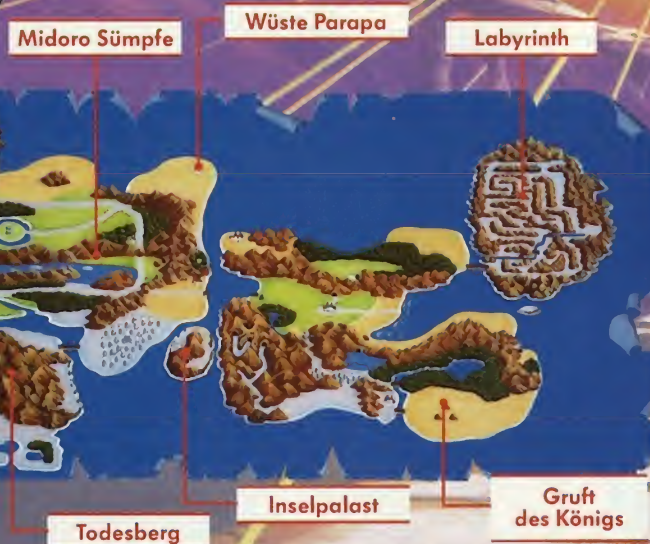 Midoro Sümpfe
Wüste Parapa
Labyrinth
Inselpalast
Gruft
des Königs
Todesberg